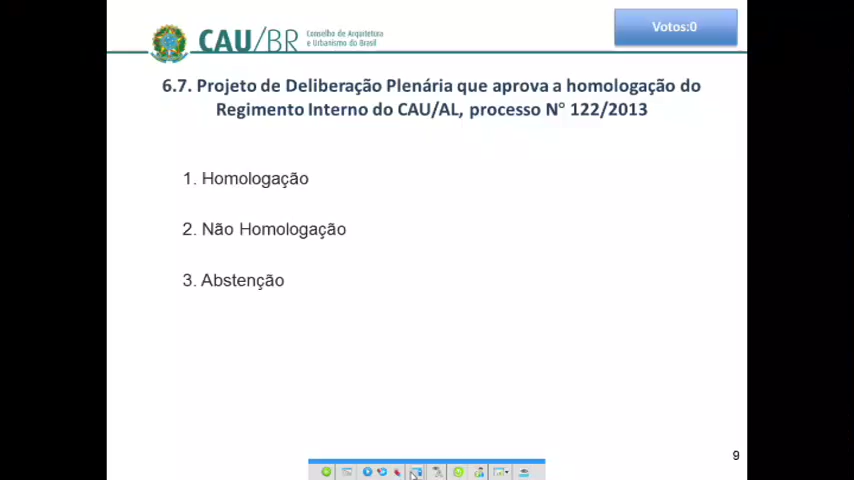 CAU/BR
Conselho de Arquitetura
e Urbanismo do Brasil
Votos:0
6.7. Projeto de Deliberação Plenária que aprova a homologação do
Regimento Interno do CAU/AL, processo N° 122/2013
1. Homologação
2. Não Homologação
3. Abstenção
9